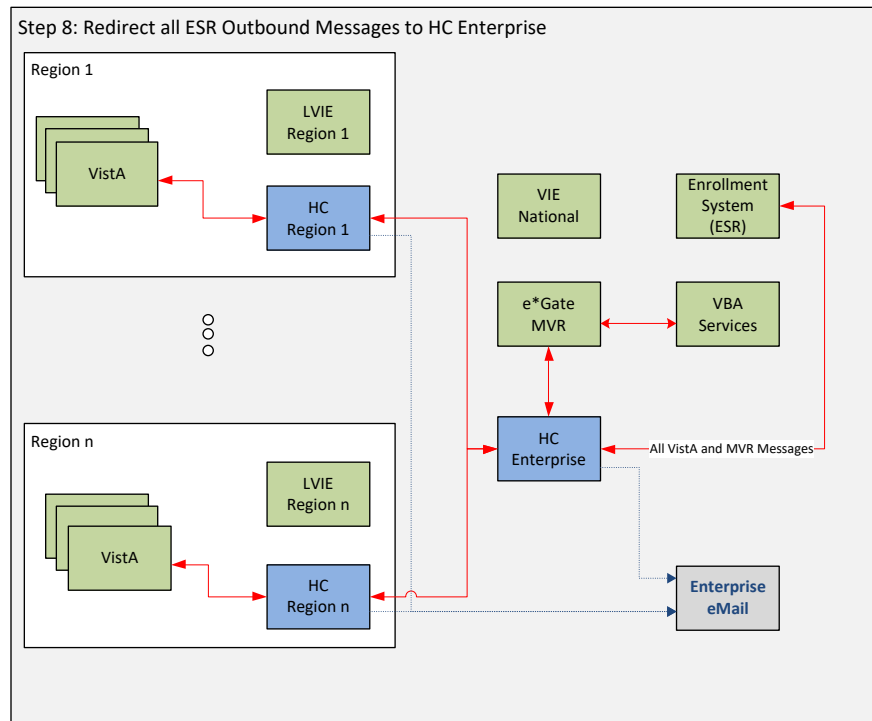 Step 8: Redirect all ESR Outbound Messages to HC Enterprise
Region 1
LVIE
Region 1
VistA
HC
Region 1
VIE
National
Enrollment
System
(ESR)
e*Gate
MVR
VBA
Services
Region n
HC
Enterprise
All VistA and MVR Messages
LVIE
Region n
VistA
HC
Region n
Enterprise
eMail